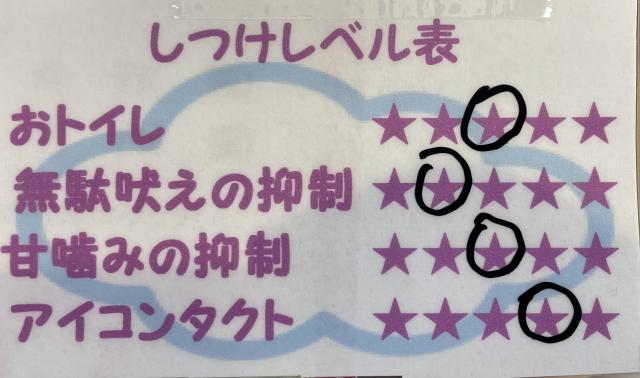 しつけレベル表
おトイレ ★★★★★
無駄吠えの抑制 ★★★★★
甘噛みの抑制 ★★★★★
アイコンタクト ★★★★★